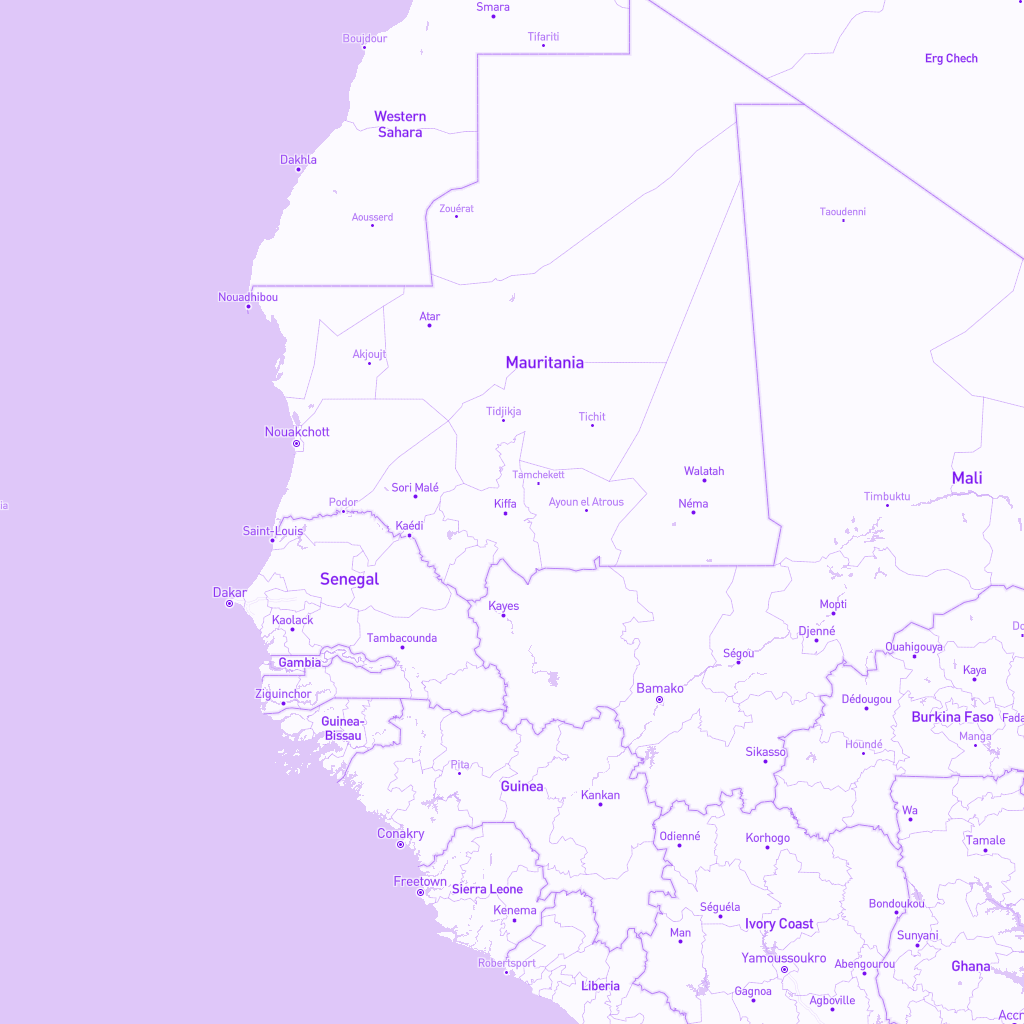 Smara
Boujdour
Tifariti
Erg Chech
Western
Sahara
Dakhla
Aousserd
Zouérat
Taoudenni
Nouadhibou
Atar
Akjoujt
Mauritania
Tidjikja
Tichit
Nouakchott
Walatah
Tamchekett
Mali
Sori Malé
Timbuktu
Podor
Kiffa
Ayoun el Atrous
Néma
ia
Kaédi
Saint-Louis
Senegal
Dakar
Kayes
Mopti
Kaolack
Djenné
Do
Tambacounda
Ouahigouya
Gambia
Ségou
Kaya
Ziguinchor
Bamako
Dédougou
Guinea-
Bissau
Burkina Faso
Fada
Manga
Sikasso
Houndé
Pita
Guinea
Kankan
Wa
Conakry
Odienné
Korhogo
Tamale
Freetown
Sierra Leone
Kenema
Séguéla
Bondoukou
Ivory Coast
Man
Sunyani
Robertsport
Yamoussoukro
Abengourou
Ghana
Liberia
Gagnoa
Agboville
Accr